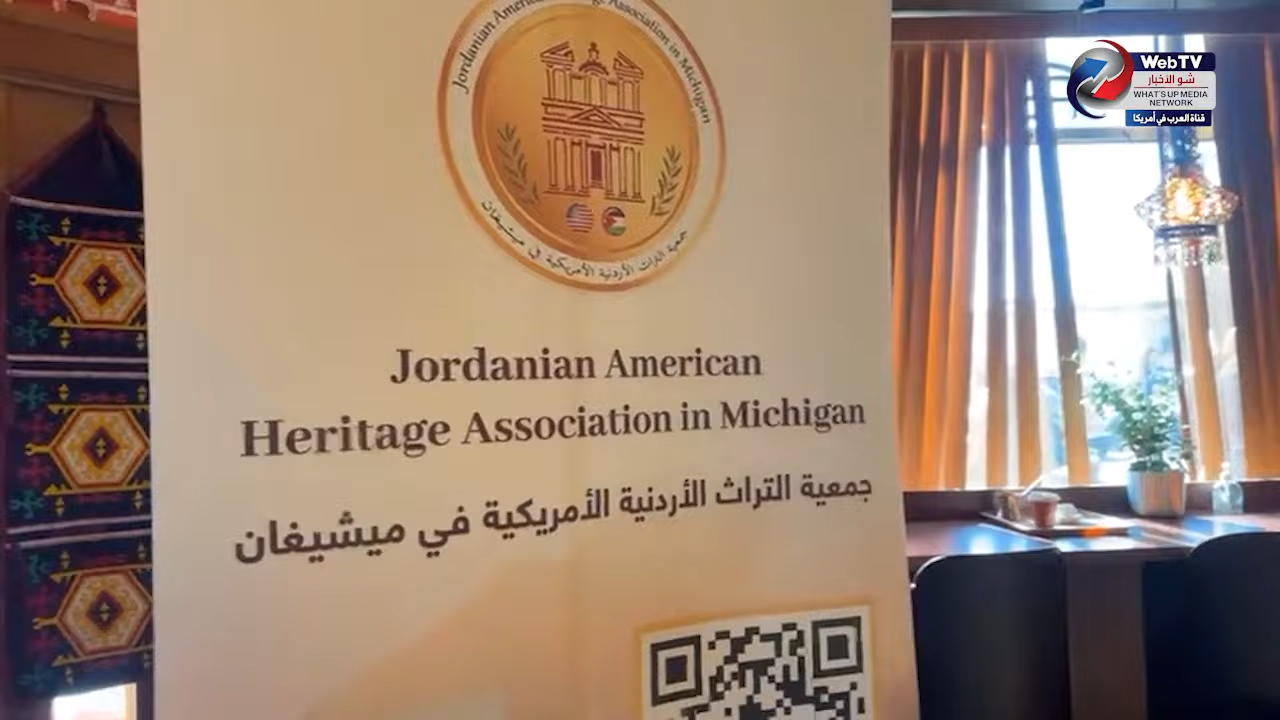 Jordanian American Heritage Association in Michigan
جمعية التراث الأردنية الأمريكية في ميشيغان
Jordanian American
Heritage Association in Michigan
جمعية التراث الأردنية الأمريكية في ميشيغان
WebTV
شو الأخبار
WHAT'S UP MEDIA
NETWORK
قناة العرب في أمريكا